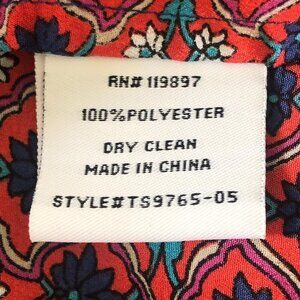 RN# 119897
100%POLYESTER
DRY CLEAN
MADE IN CHINA
STYLE#TS9765-05